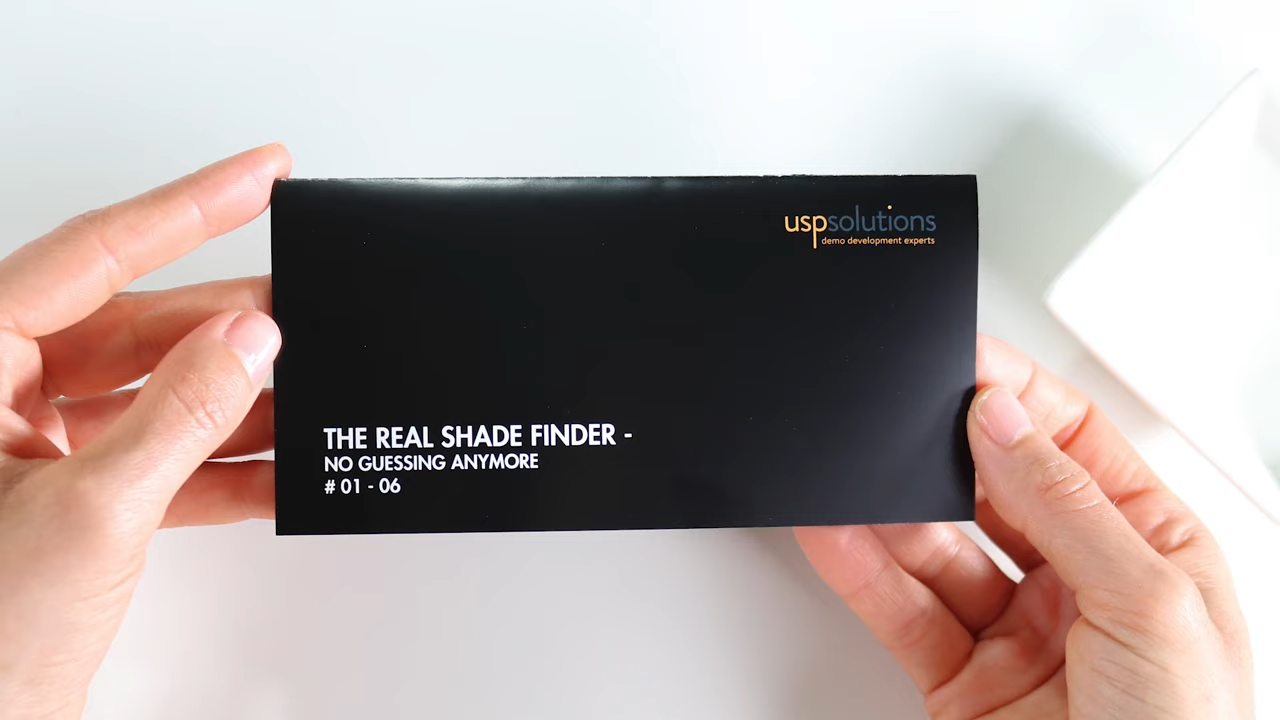 uspsolutions
demo development experts
THE REAL SHADE FINDER -
NO GUESSING ANYMORE
# 01 - 06